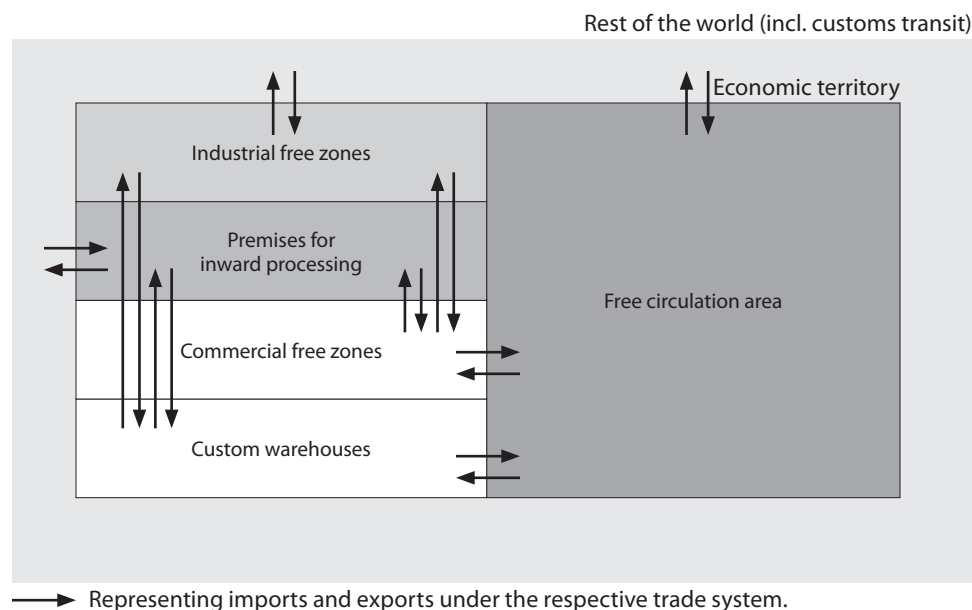 Rest of the world (incl. customs transit)
Economic territory
Industrial free zones
Premises for
inward processing
Free circulation area
Commercial free zones
Custom warehouses
Representing imports and exports under the respective trade system.